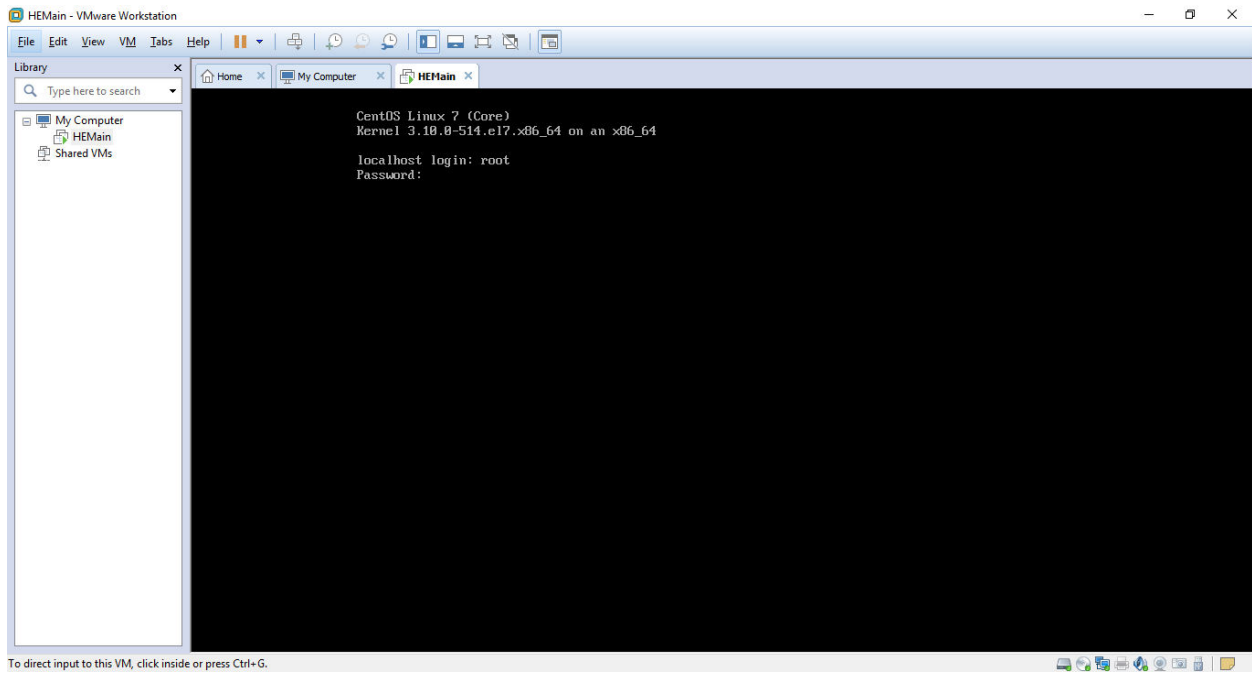 HEMain - VMware Workstation
File Edit View VM Tabs Help
Library
Type here to search
My Computer
HEMain
Shared VMs
Home My Computer HEMain
CentOS Linux 7 (Core)
Kernel 3.10.0-514.el7.x86_64 on an x86_64
localhost login: root
Password:
To direct input to this VM, click inside or press Ctrl+G.